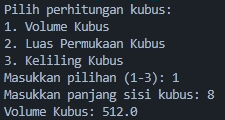 Pilih perhitungan kubus:
1. Volume Kubus
2. Luas Permukaan Kubus
3. Keliling Kubus
Masukkan pilihan (1-3): 1
Masukkan panjang sisi kubus: 8
Volume Kubus: 512.0